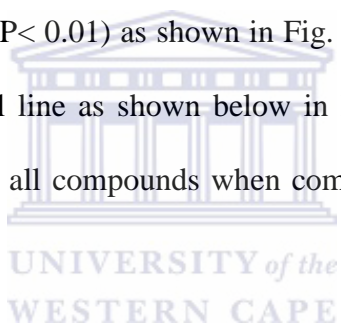 P< 0.01) as shown in Fig.
l line as shown below in
all compounds when com
UNIVERSITY of the
WESTERN CAPE